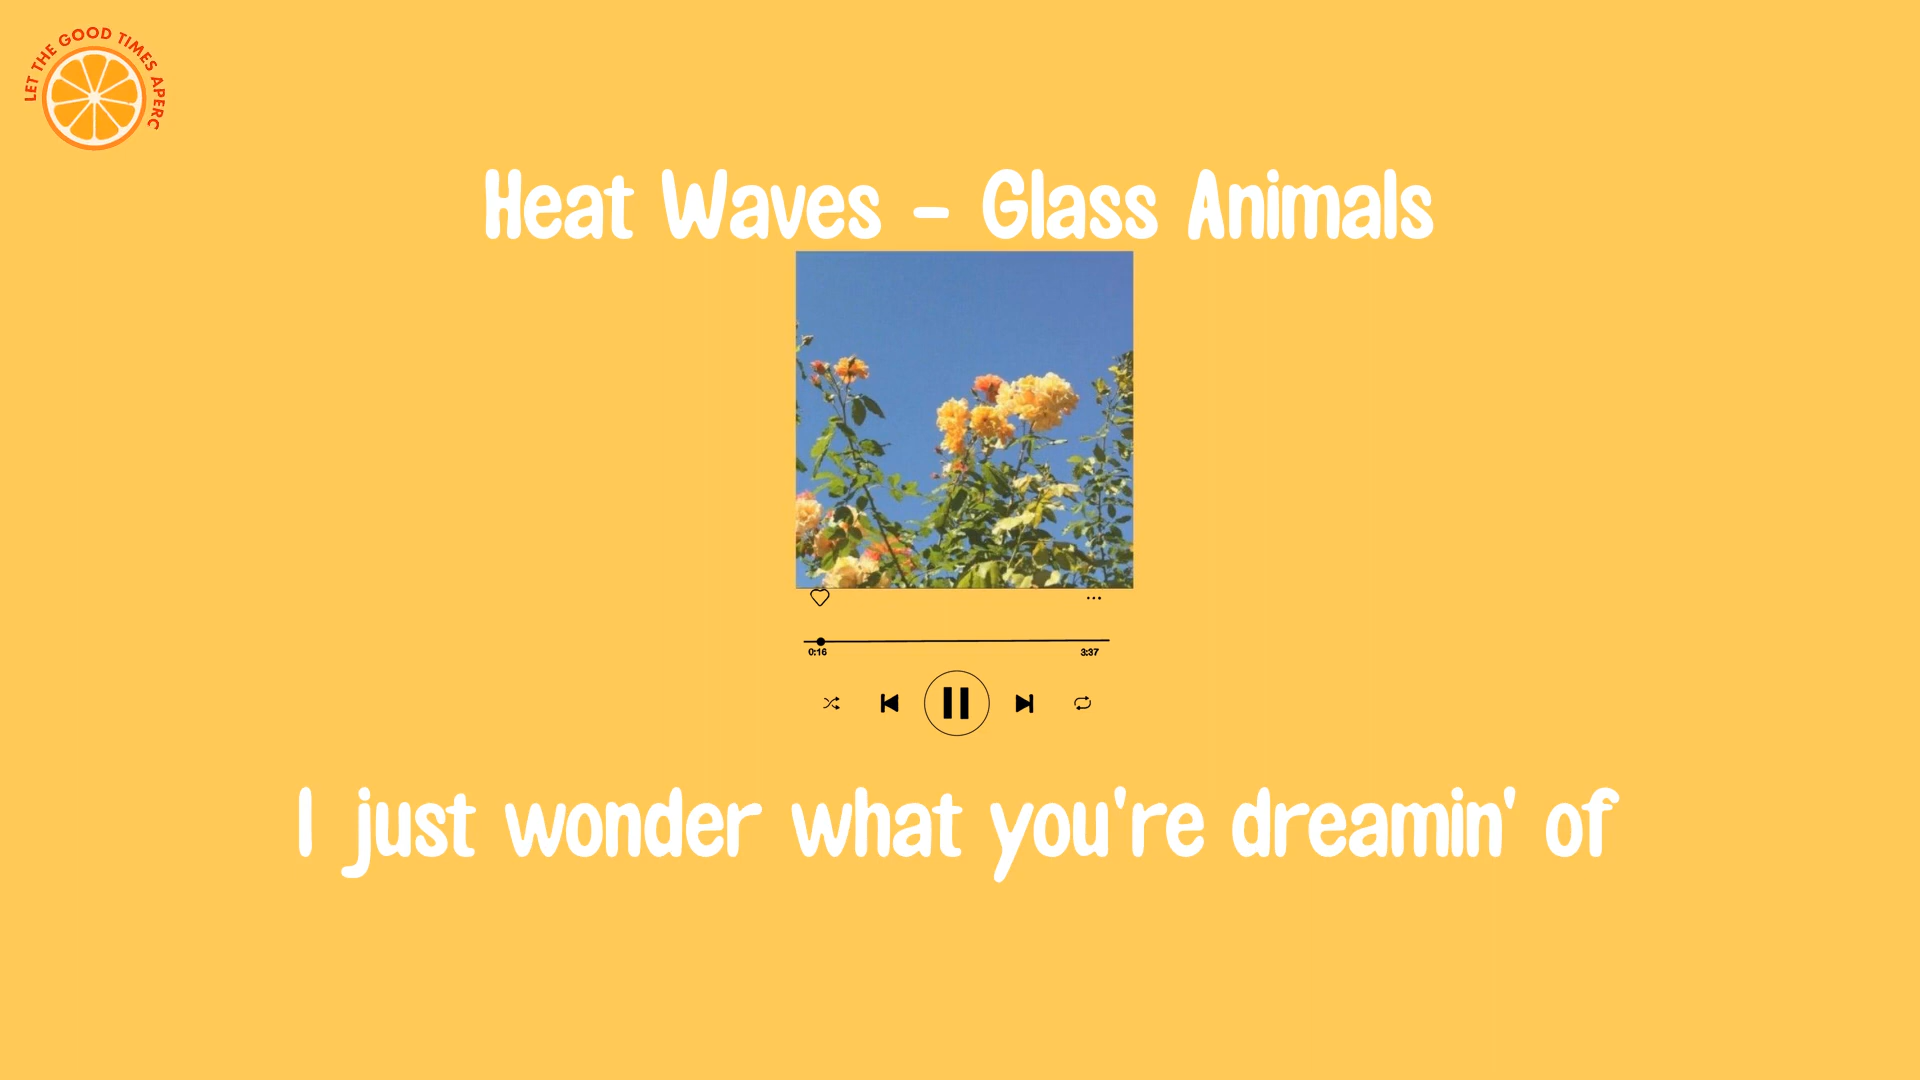 LET THE GOOD TIMES APERC
Heat Waves - Glass Animals
0:16
3:37
I just wonder what you're dreamin' of